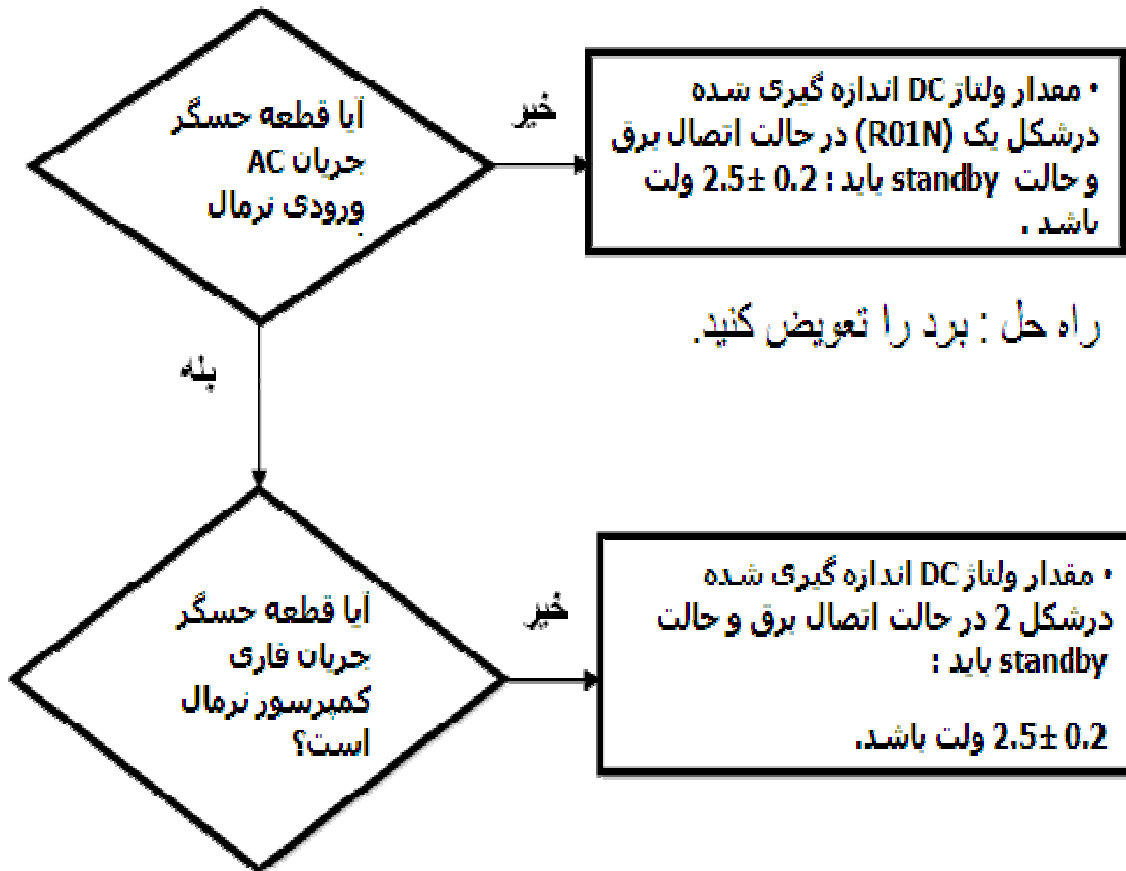 آیا قطعه حسگر
جریان AC
ورودی نرمال
خیر
• مقدار ولتاژ DC اندازه گیری شده
درشکل یک (R01N) در حالت اتصال برق
و حالت standby باید : 0.2 ±2.5 ولت
باشد .
راه حل : برد را تعویض کنید.
بله
آیا قطعه حسگر
جریان فازی
کمپرسور نرمال
است؟
خیر
• مقدار ولتاژ DC اندازه گیری شده
درشکل 2 در حالت اتصال برق و حالت
standby باید :
0.2 ±2.5 ولت باشد.